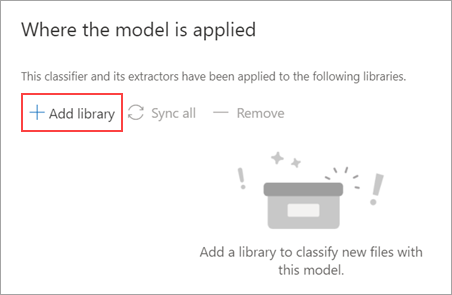 Where the model is applied
This classifier and its extractors have been applied to the following libraries.
Add library Sync all Remove
Add a library to classify new files with
this model.